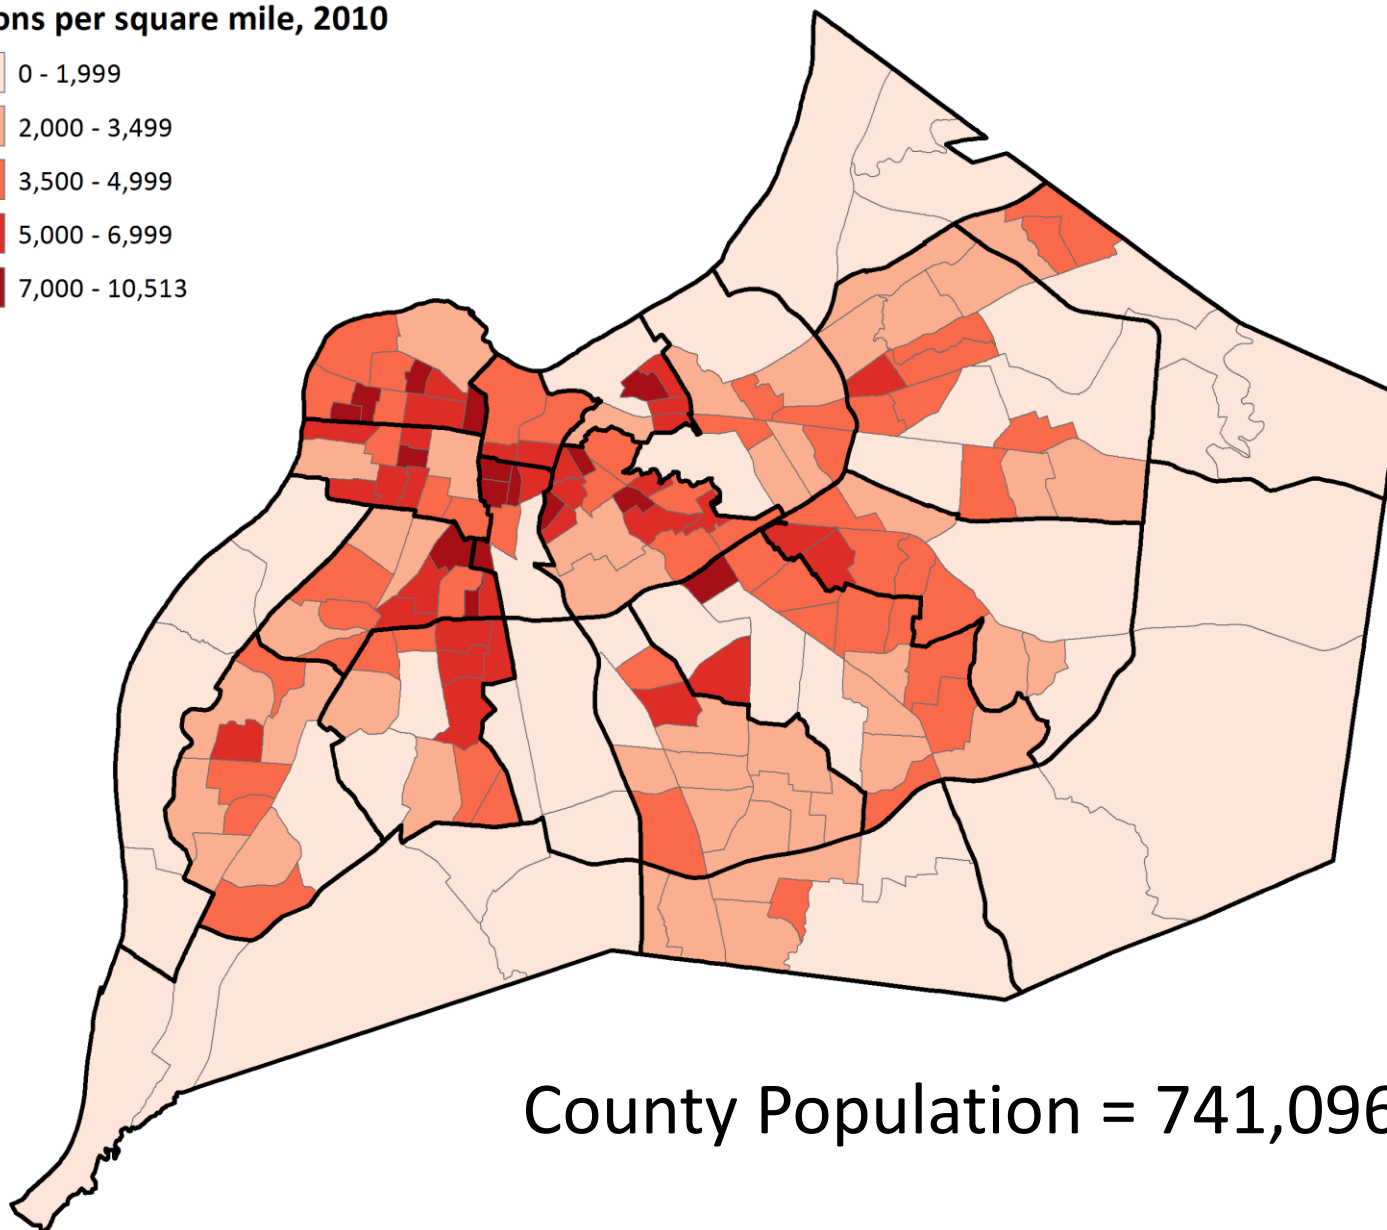 ons per square mile, 2010
0 - 1,999
2,000 - 3,499
3,500 - 4,999
5,000 - 6,999
7,000 - 10,513
County Population = 741,096